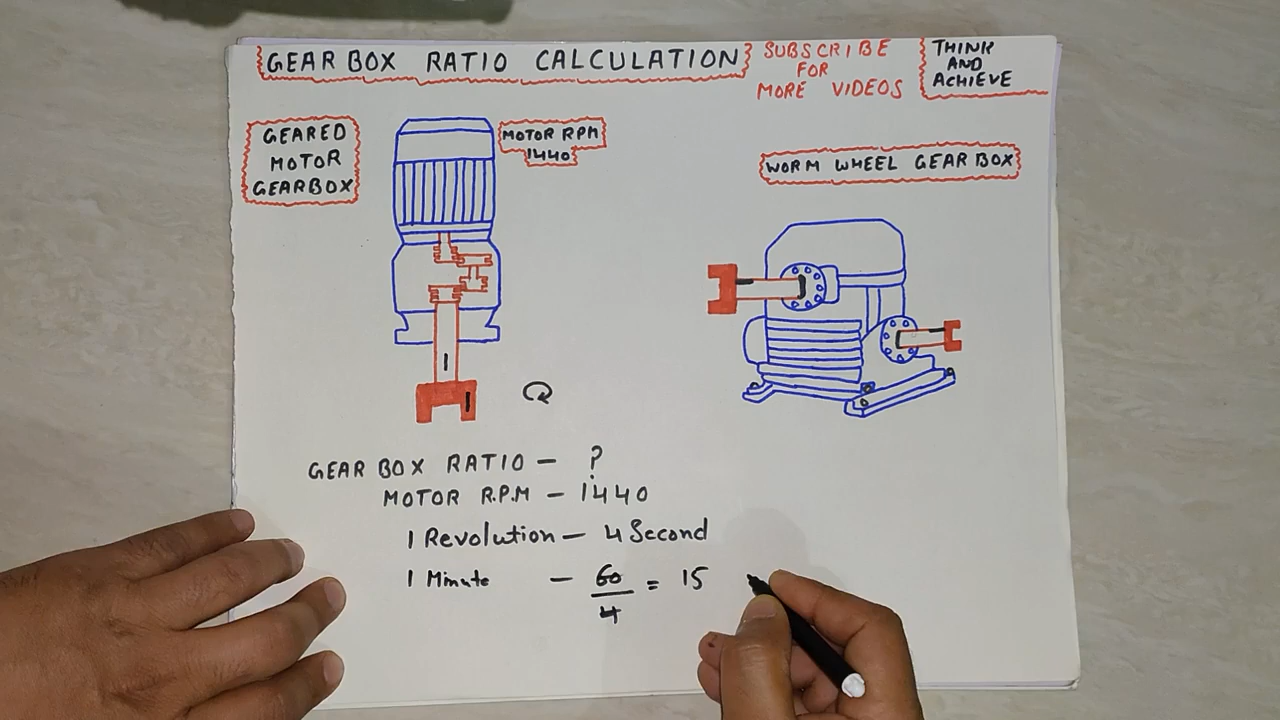 GEAR BOX RATIO CALCULATION
SUBSCRIBE
FOR
MORE VIDEOS
THINK
AND
ACHIEVE
GEARED
MOTOR
GEARBOX
MOTOR RPM
1440
WORM WHEEL GEAR BOX
GEAR BOX RATIO – ?
MOTOR R.P.M – 1440
1 Revolution – 4 Second
1 Minute – 60/4 = 15